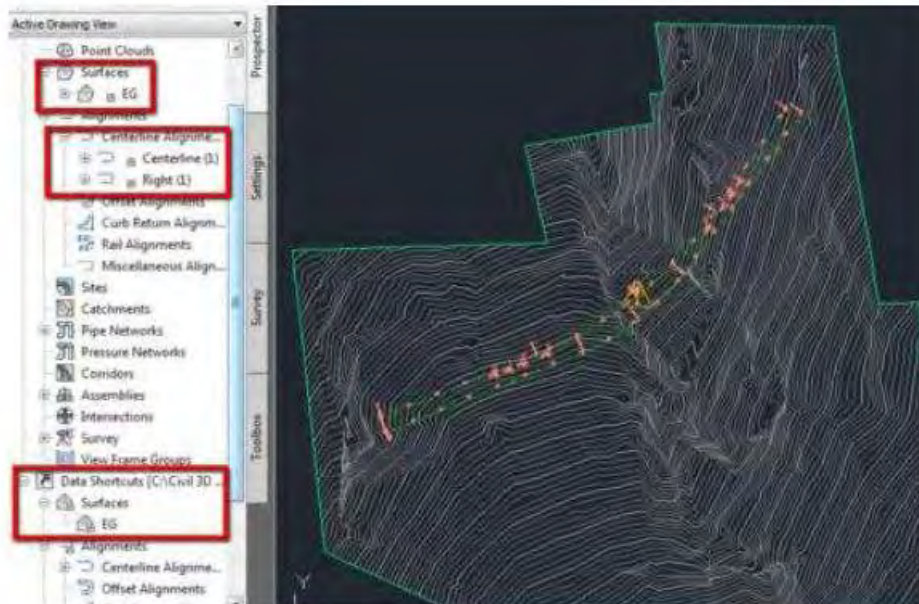 Active Drawing View
Point Clouds
Surfaces
EG
Alignments
Centerline Alignme...
Centerline (1)
Right (1)
Offset Alignments
Curb Return Alignm...
Rail Alignments
Miscellaneous Align...
Sites
Catchments
Pipe Networks
Pressure Networks
Corridors
Assemblies
Intersections
Survey
View Frame Groups
Data Shortcuts [C:\Civil 3D ...
Surfaces
EG
Alignments
Centerline Alignme...
Offset Alignments
Prospector
Settings
Survey
Toolbox
Y